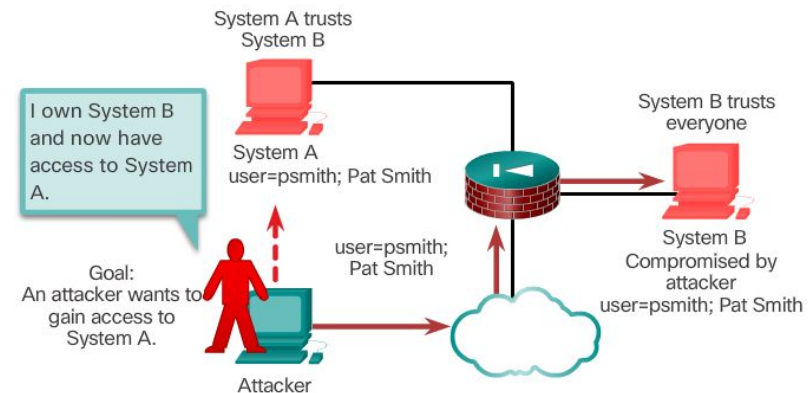 System A trusts
System B
I own System B
and now have
access to System
A.
System A
user=psmith; Pat Smith
System B trusts
everyone
user=psmith;
Pat Smith
System B
Compromised by
attacker
user=psmith; Pat Smith
Goal:
An attacker wants to
gain access to
System A.
Attacker